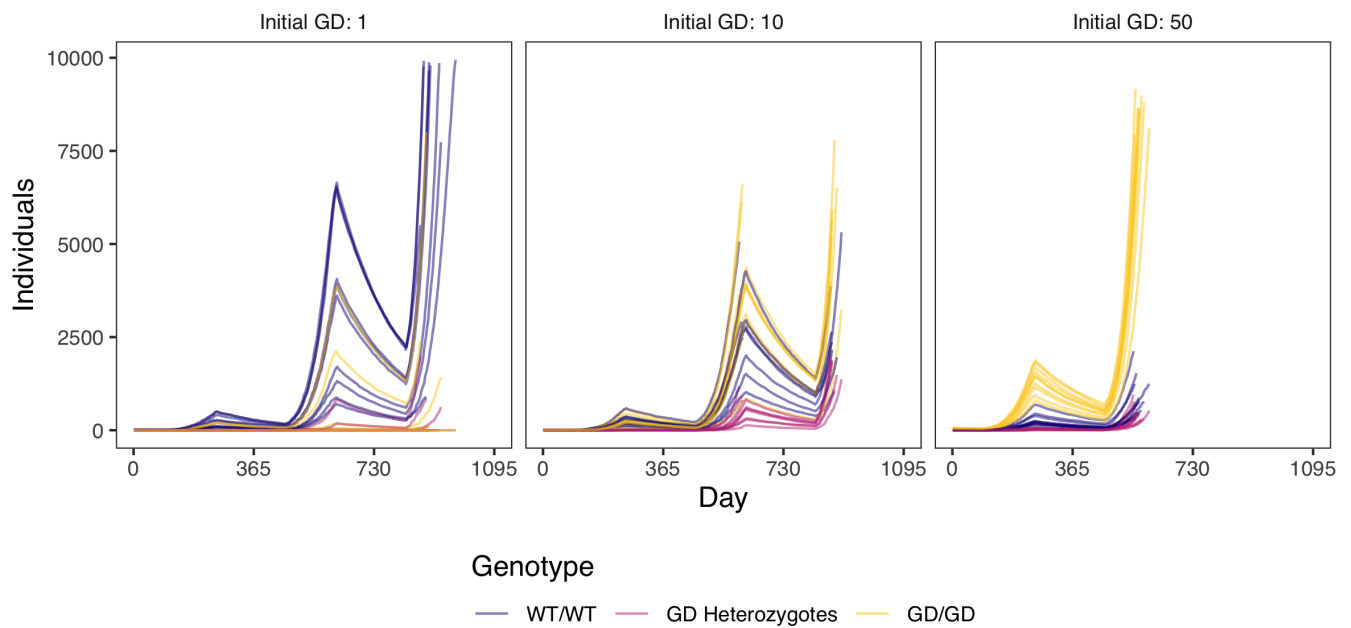 Initial GD: 1 Initial GD: 10 Initial GD: 50
10000
7500
5000
2500
0
Individuals
0 365 730 1095 0 365 730 1095 0 365 730 1095
Day
Genotype
WT/WT GD Heterozygotes GD/GD